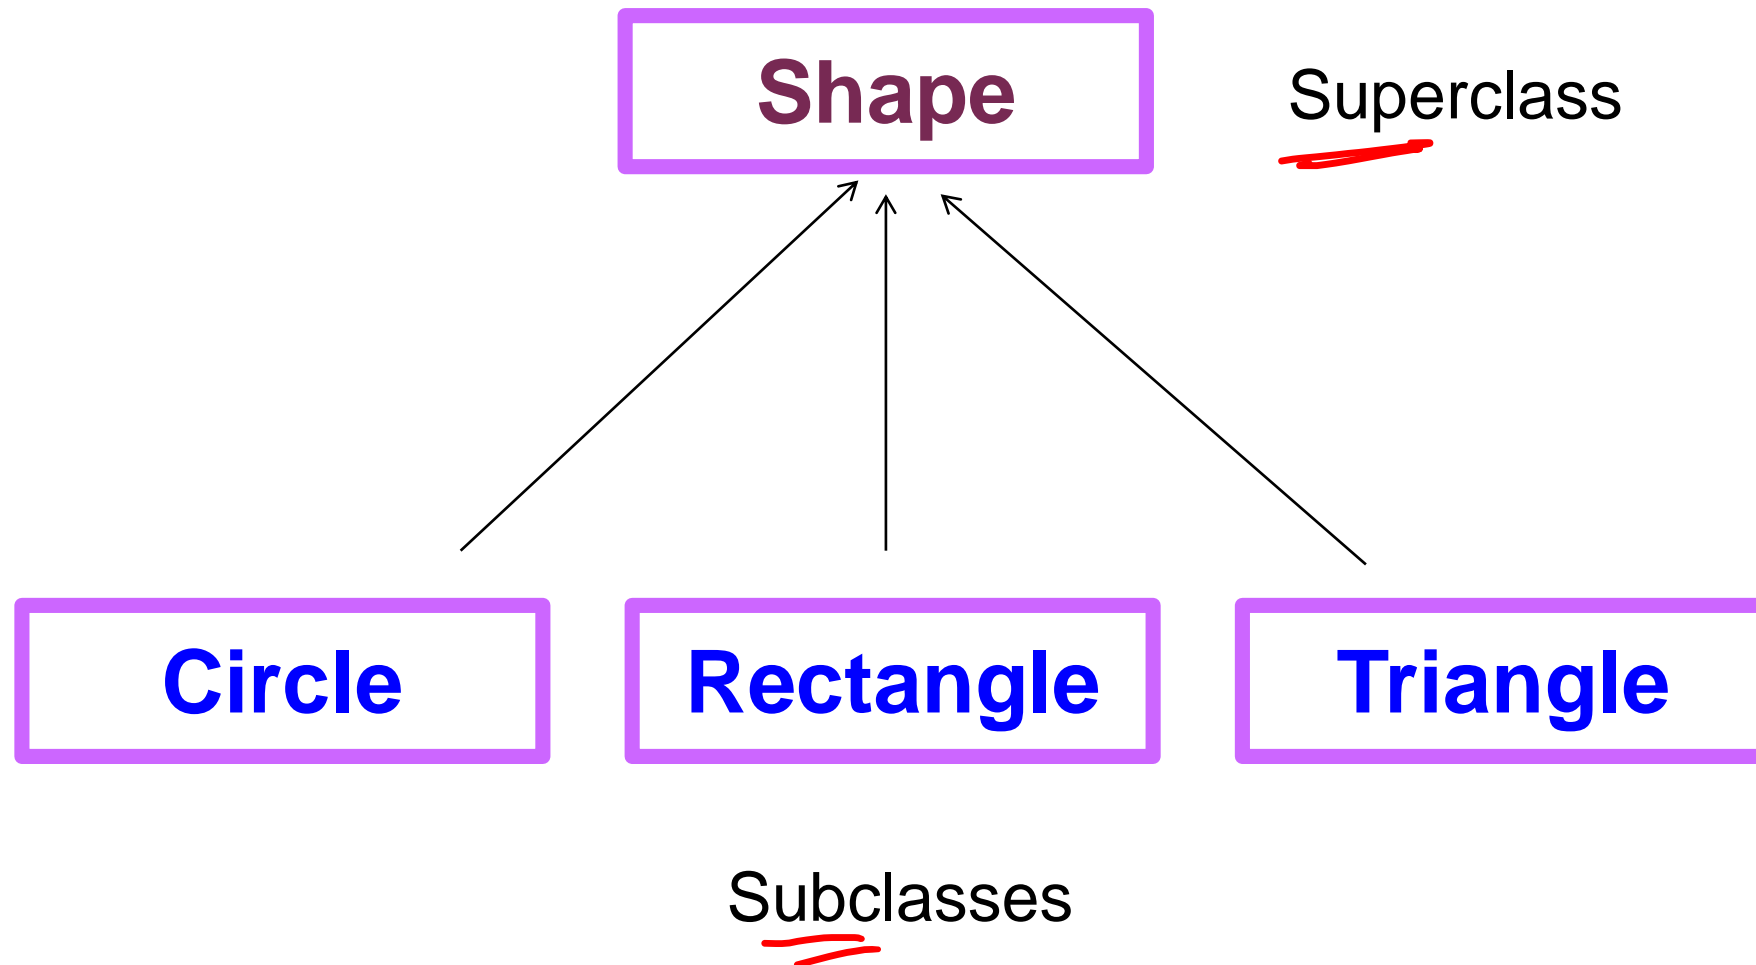 Shape
Superclass
Circle
Rectangle
Triangle
Subclasses